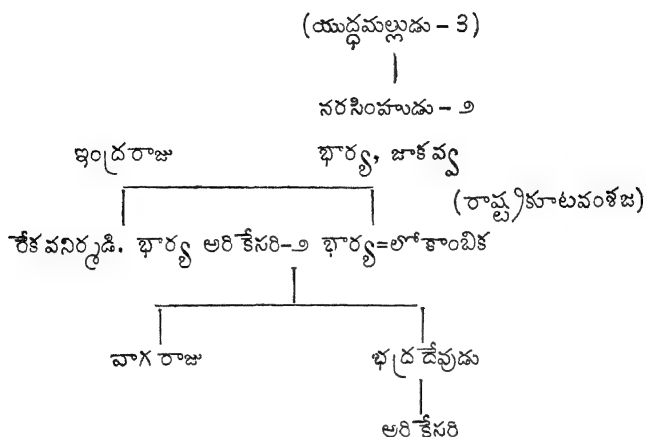 (యుద్ధమల్లుడు - 3)
నరసింహుడు - ౨
ఇంద్రరాజు భార్య, జాకవ్వ
(రాష్ట్రకూటవంశజ)
రేకవనిర్మడి. భార్య అరికేసరి-౨ భార్య=లోకాంబిక
వాగరాజు భద్రదేవుడు
అరికేసరి